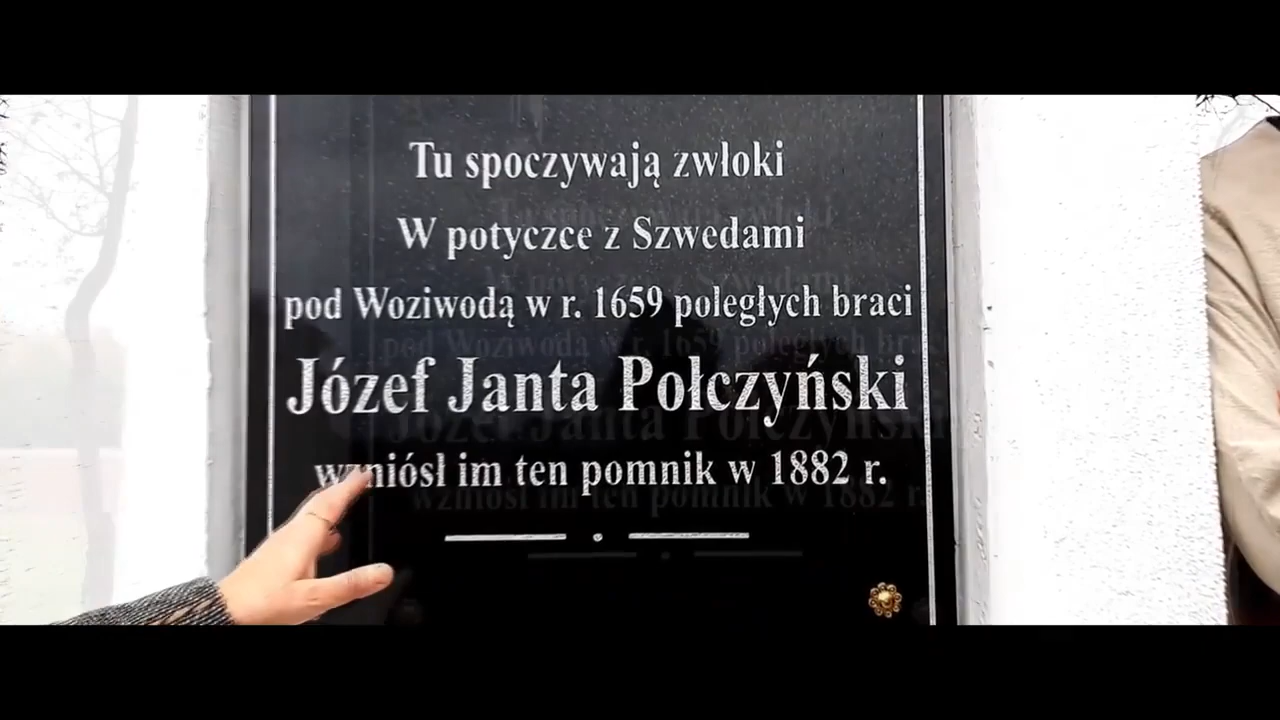 Tu spoczywają zwłoki
W potyczce z Szwedami
pod Woziwodą w r. 1659 poległych braci
Józef Janta Połczyński
wzniósł im ten pomnik w 1882 r.